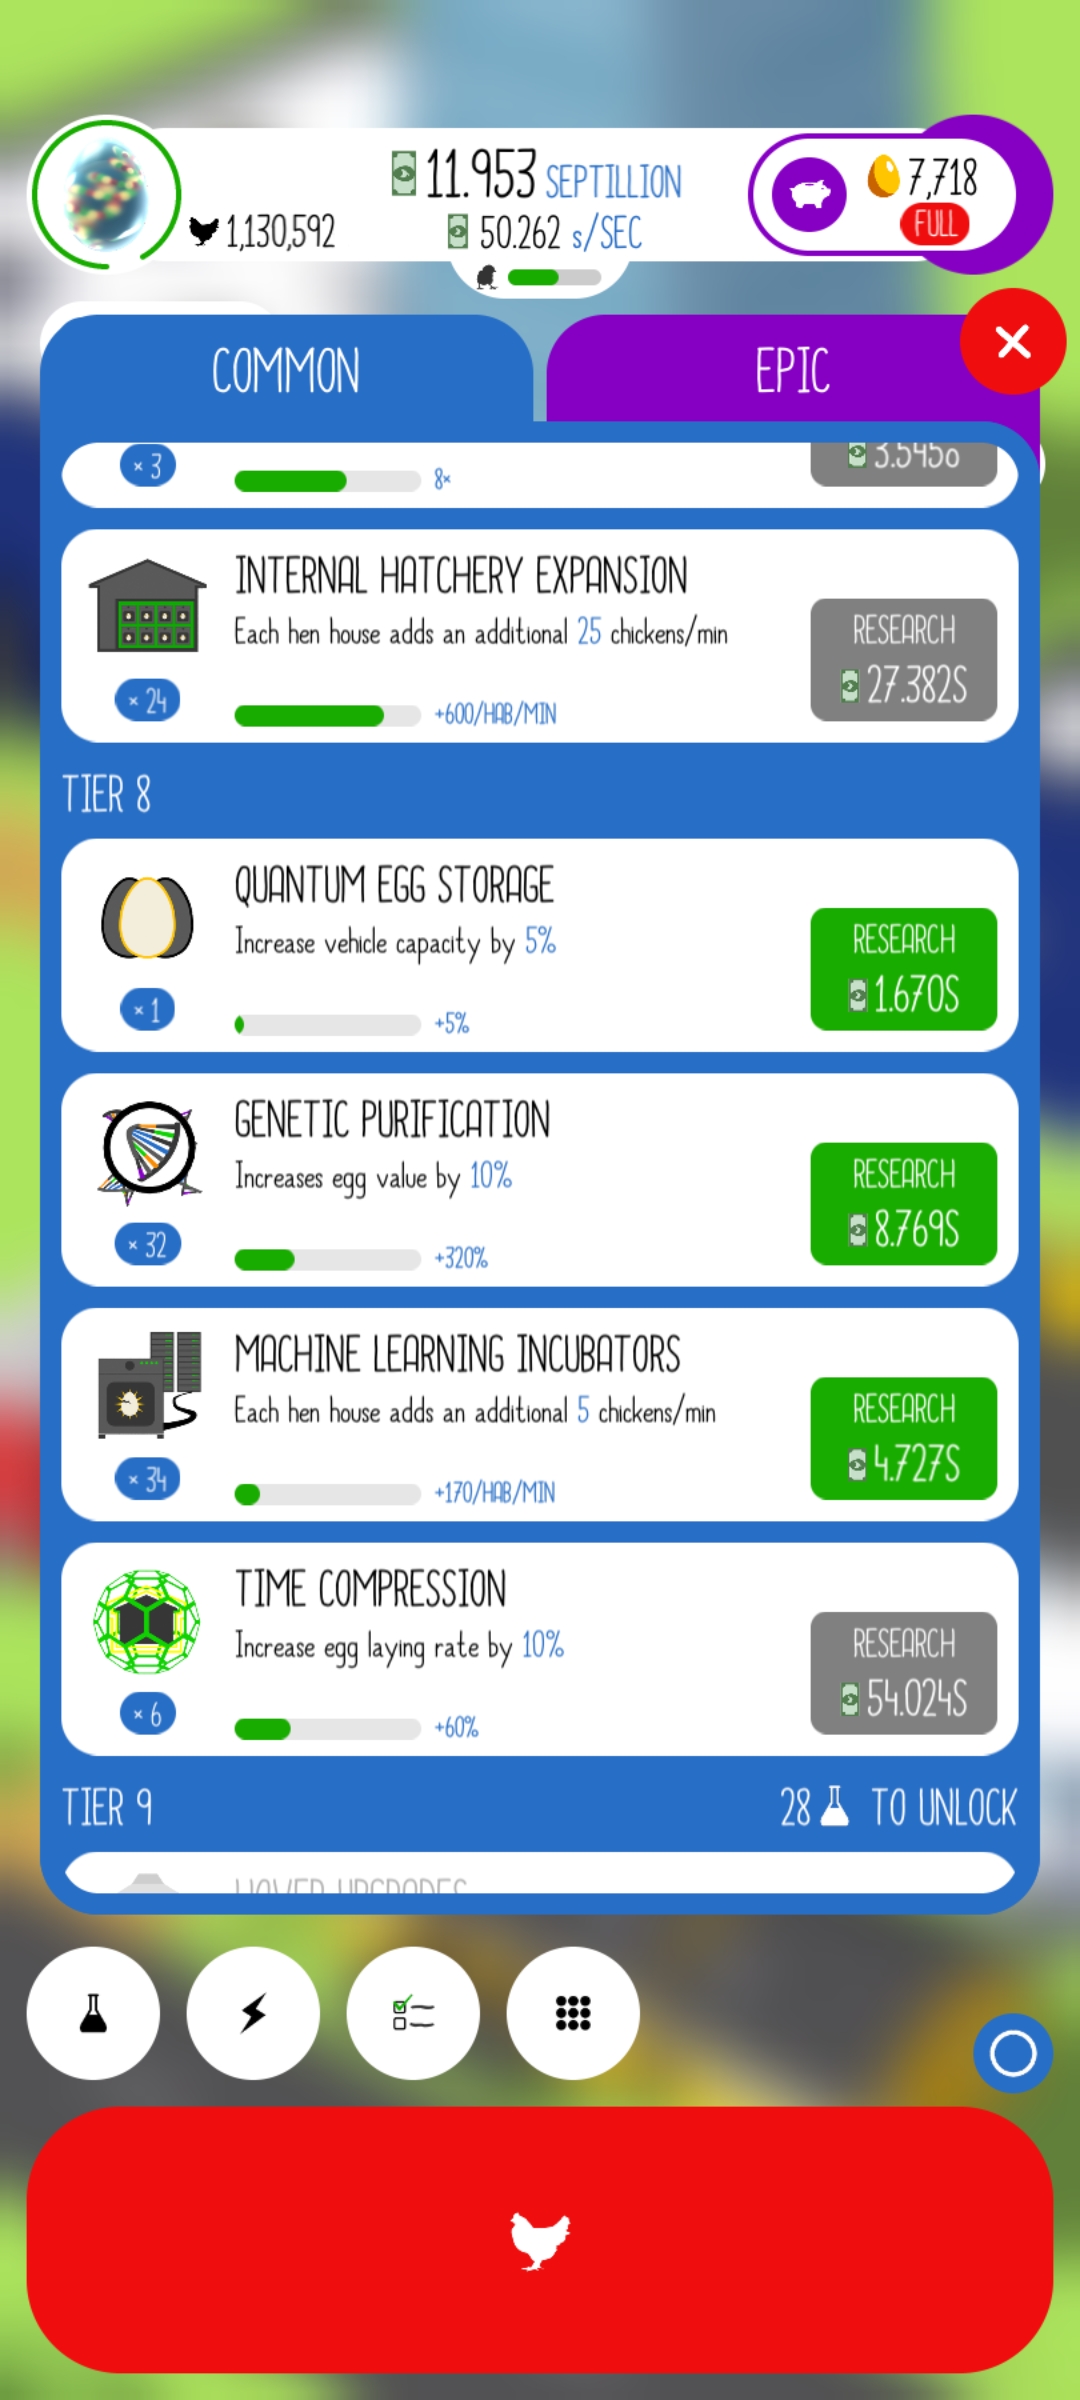 11.953 SEPTILLION
1,130,592
50.262 s/SEC
7,718
FULL
COMMON
EPIC
× 3
8×
3.545o
INTERNAL HATCHERY EXPANSION
Each hen house adds an additional 25 chickens/min
× 24
+600/HAB/MIN
RESEARCH
27.382S
TIER 8
QUANTUM EGG STORAGE
Increase vehicle capacity by 5%
× 1
+5%
RESEARCH
1.670S
GENETIC PURIFICATION
Increases egg value by 10%
× 32
+320%
RESEARCH
8.769S
MACHINE LEARNING INCUBATORS
Each hen house adds an additional 5 chickens/min
× 34
+170/HAB/MIN
RESEARCH
4.727S
TIME COMPRESSION
Increase egg laying rate by 10%
× 6
+60%
RESEARCH
54.024S
TIER 9
28 TO UNLOCK
HOVER UPGRADES